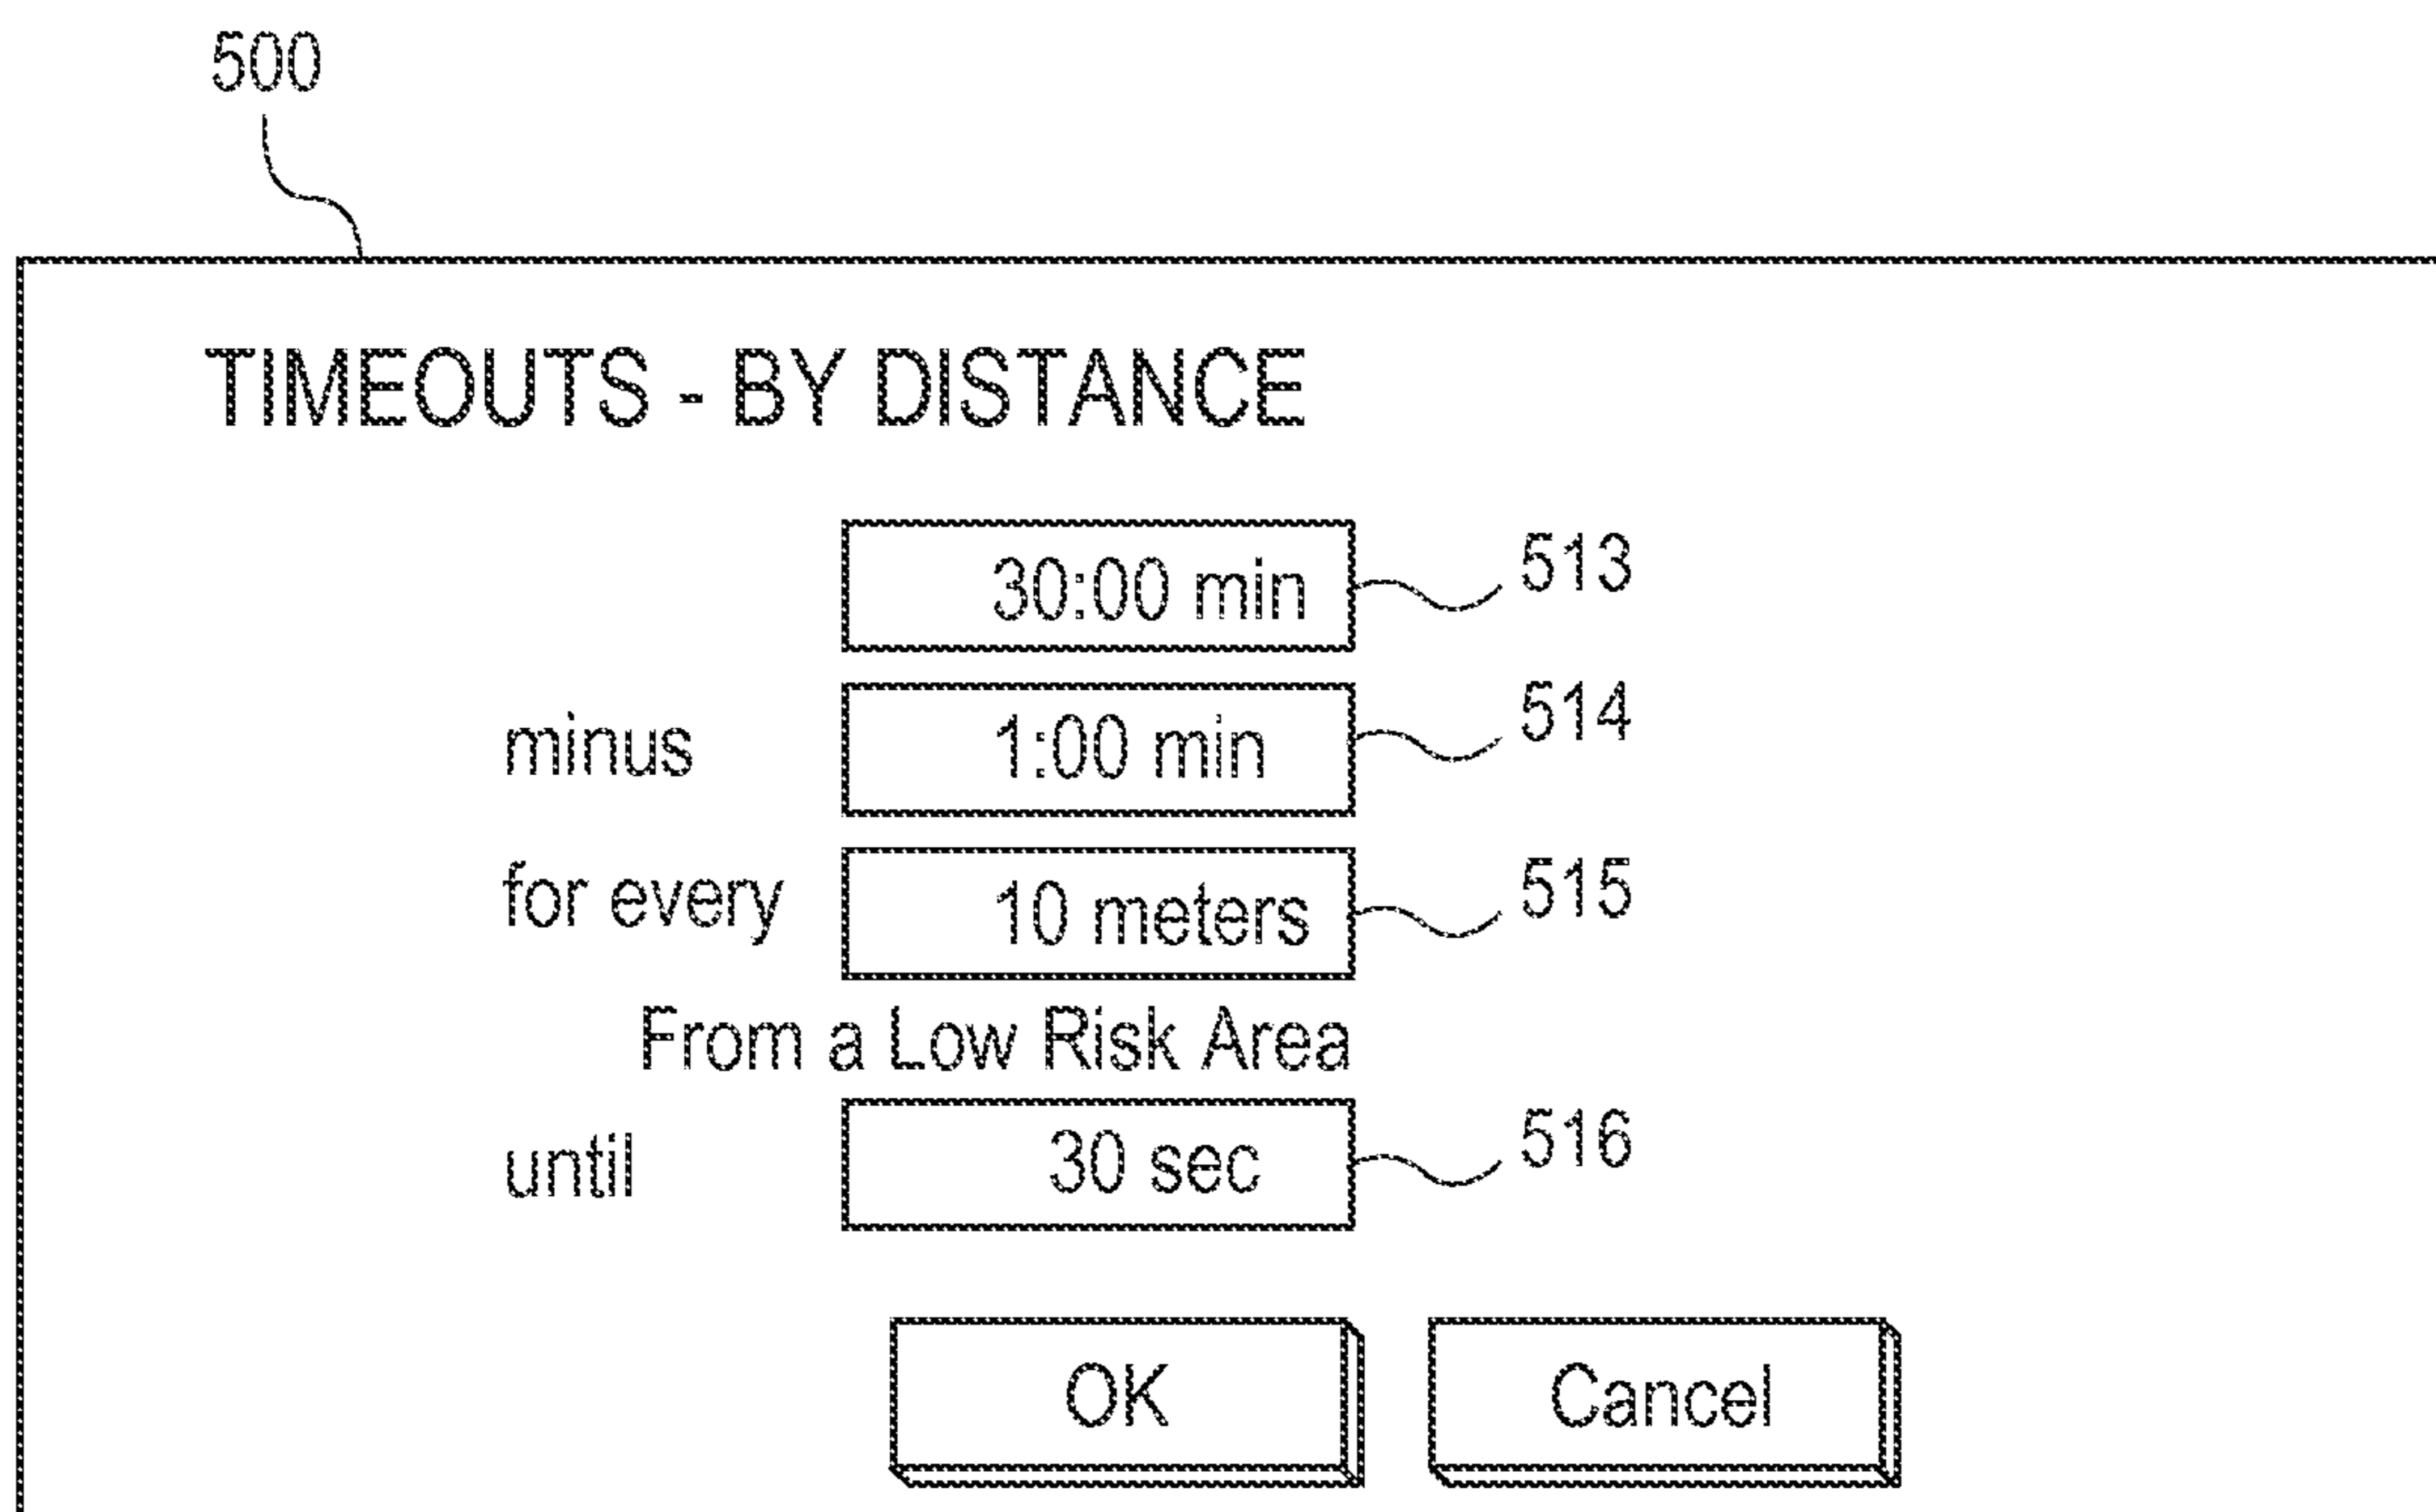 500
TIMEOUTS - BY DISTANCE
30:00 min 513
minus 1:00 min 514
for every 10 meters 515
From a Low Risk Area
until 30 sec 516
OK Cancel